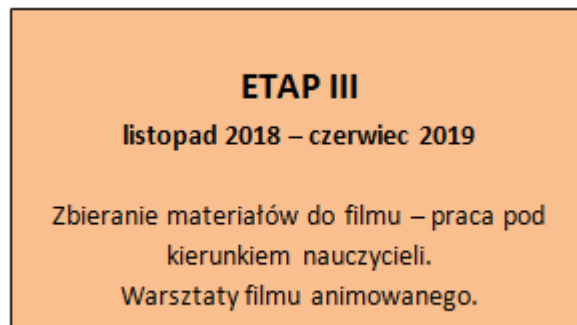 ETAP III
listopad 2018 – czerwiec 2019
Zbieranie materiałów do filmu – praca pod
kierunkiem nauczycieli.
Warsztaty filmu animowanego.